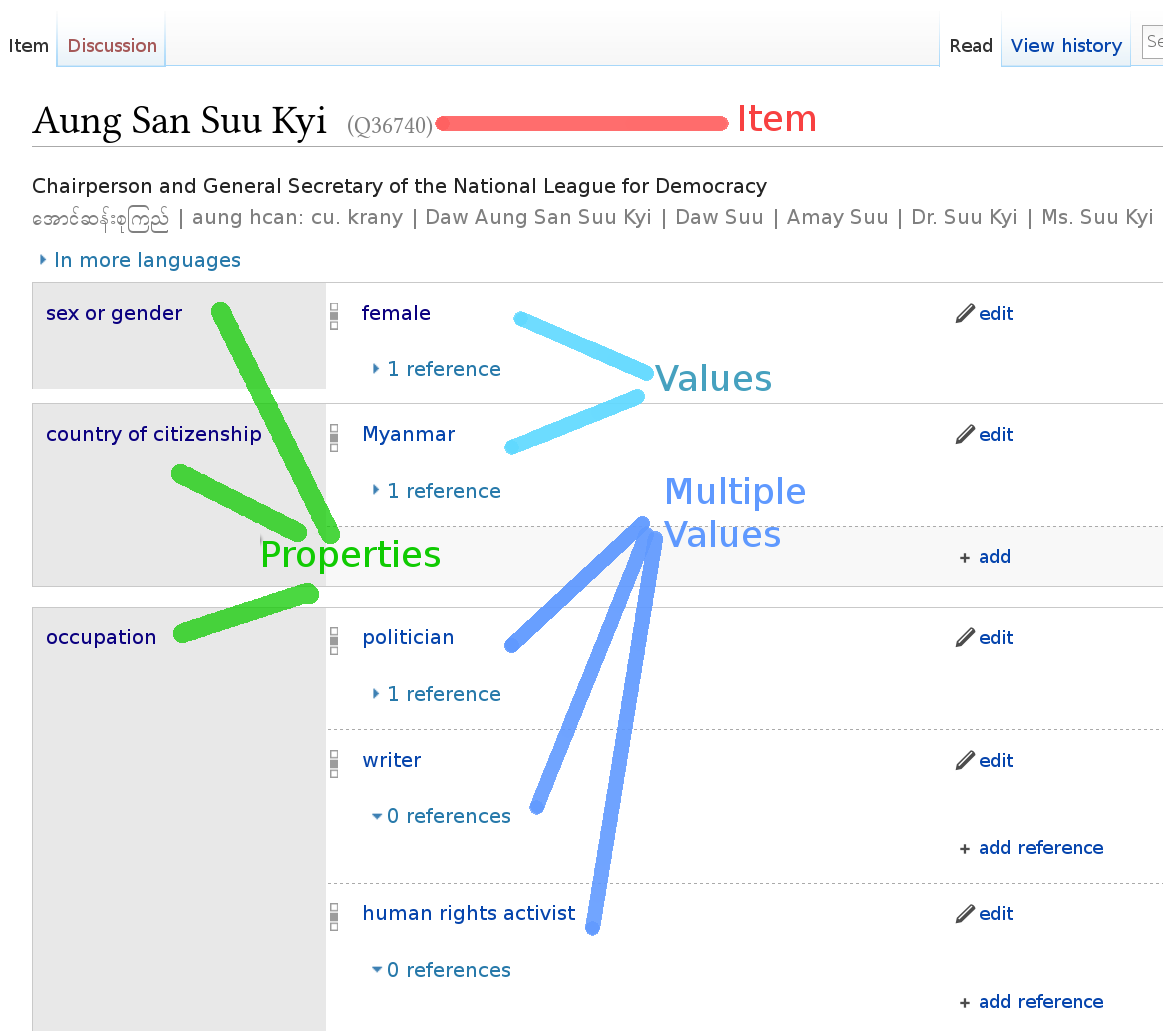 Item Discussion Read View history Se
Aung San Suu Kyi (Q36740) Item
Chairperson and General Secretary of the National League for Democracy
အောင်ဆန်းစုကြည် | aung hcan: cu. krany | Daw Aung San Suu Kyi | Daw Suu | Amay Suu | Dr. Suu Kyi | Ms. Suu Kyi
In more languages
sex or gender female edit
1 reference
Values
country of citizenship Myanmar edit
1 reference
Multiple
Values
Properties + add
occupation politician edit
1 reference
writer edit
0 references
+ add reference
human rights activist edit
0 references
+ add reference